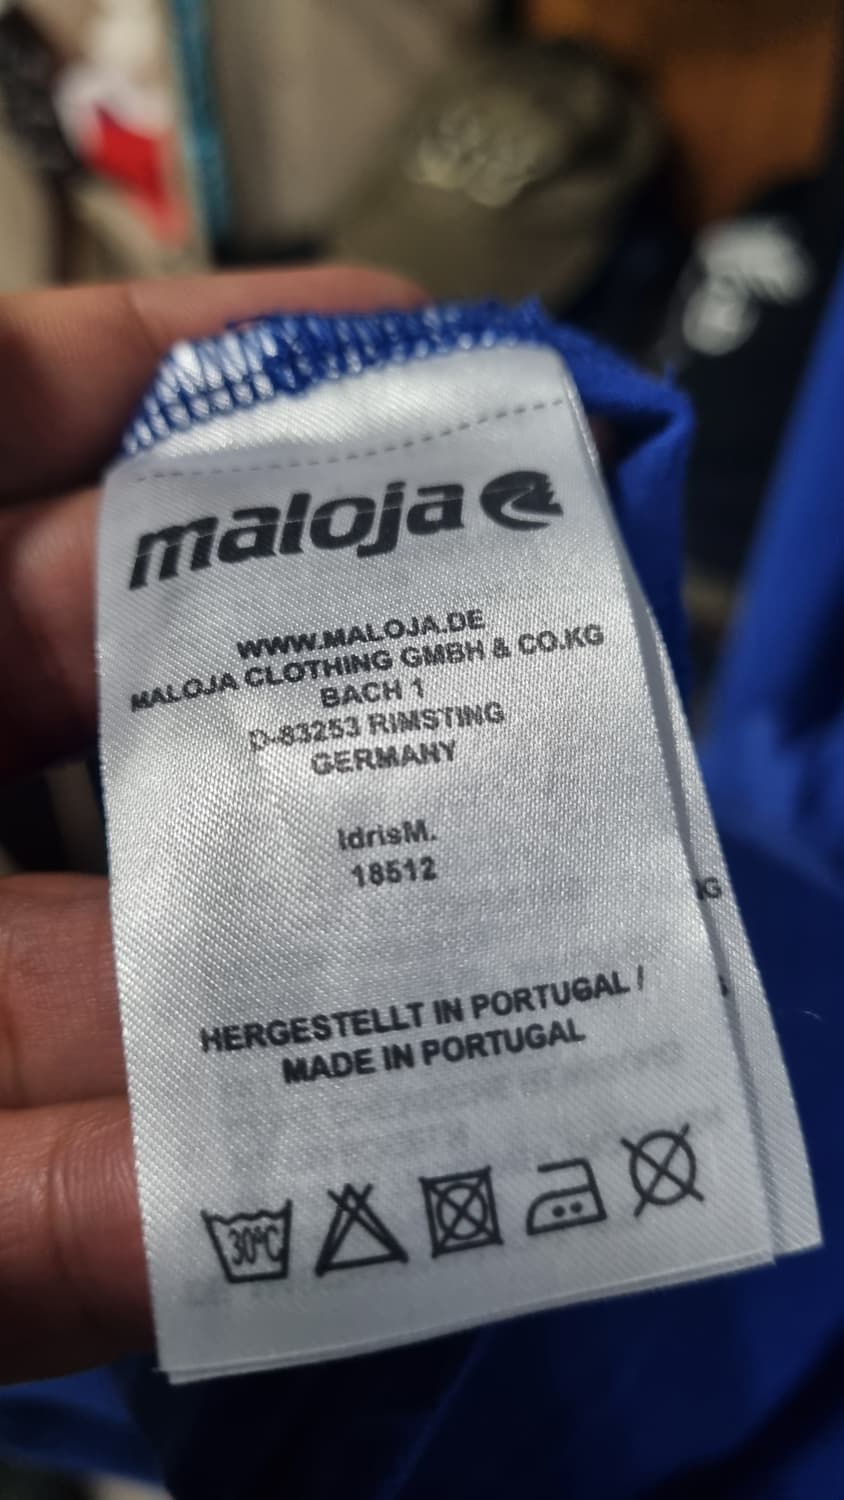 maloja
WWW.MALOJA.DE
MALOJA CLOTHING GMBH & CO.KG
BACH 1
D-83253 RIMSTING
GERMANY
IdrisM.
18512
HERGESTELLT IN PORTUGAL /
MADE IN PORTUGAL
30°C